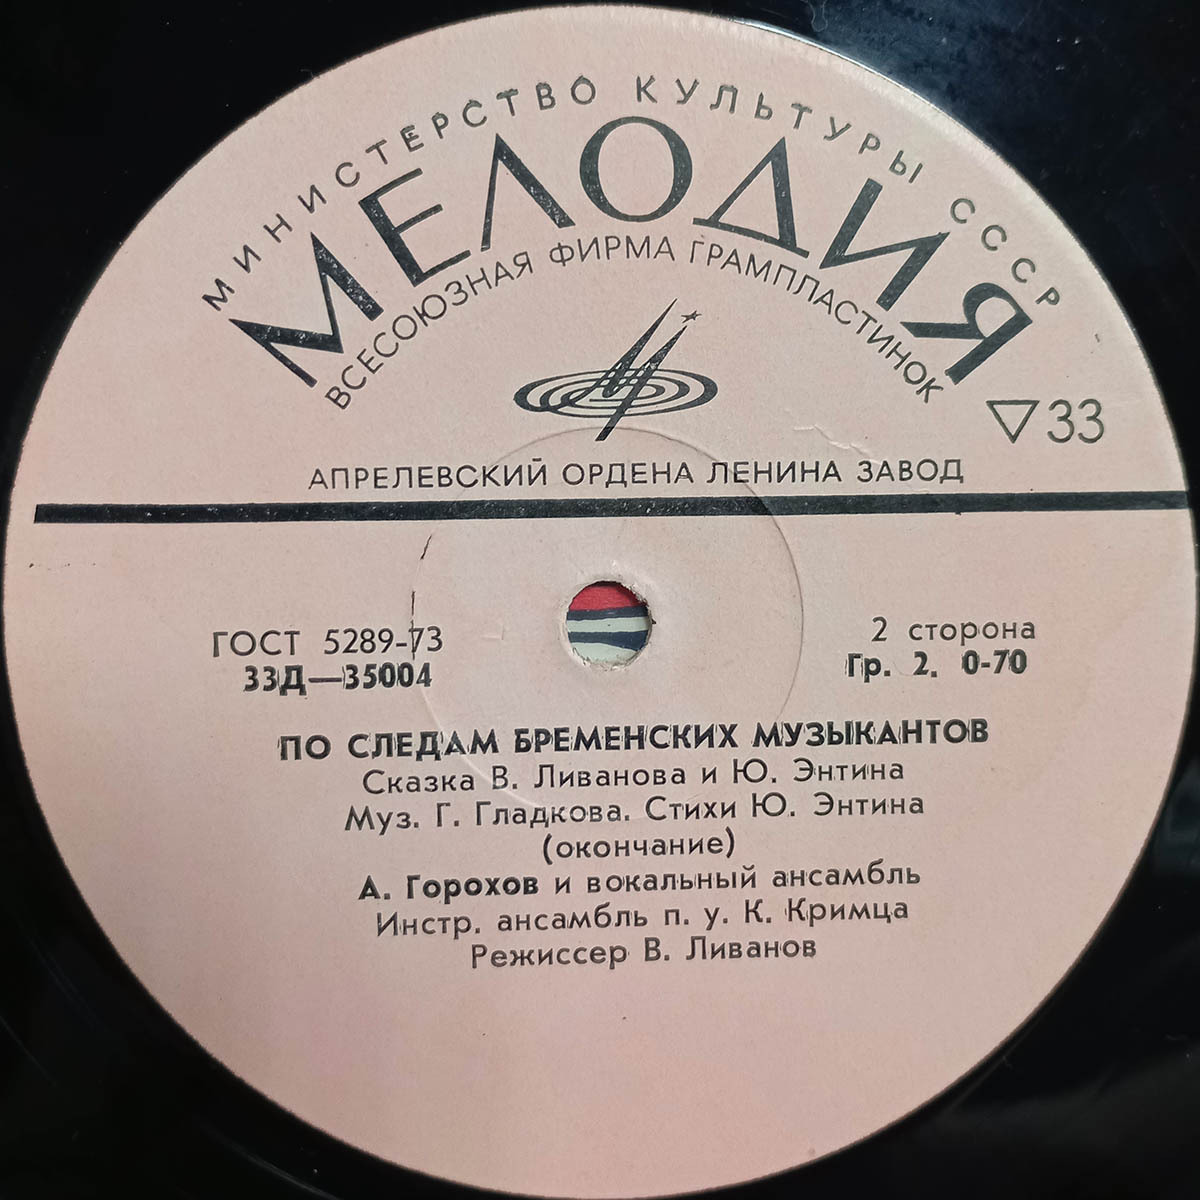 МИНИСТЕРСТВО КУЛЬТУРЫ СССР
МЕЛОДИЯ
ВСЕСОЮЗНАЯ ФИРМА ГРАМПЛАСТИНОК
▽33
АПРЕЛЕВСКИЙ ОРДЕНА ЛЕНИНА ЗАВОД
ГОСТ 5289-73
2 сторона
33Д—35004
Гр. 2. 0-70
ПО СЛЕДАМ БРЕМЕНСКИХ МУЗЫКАНТОВ
Сказка В. Ливанова и Ю. Энтина
Муз. Г. Гладкова. Стихи Ю. Энтина
(окончание)
А. Горохов и вокальный ансамбль
Инстр. ансамбль п. у. К. Кримца
Режиссер В. Ливанов